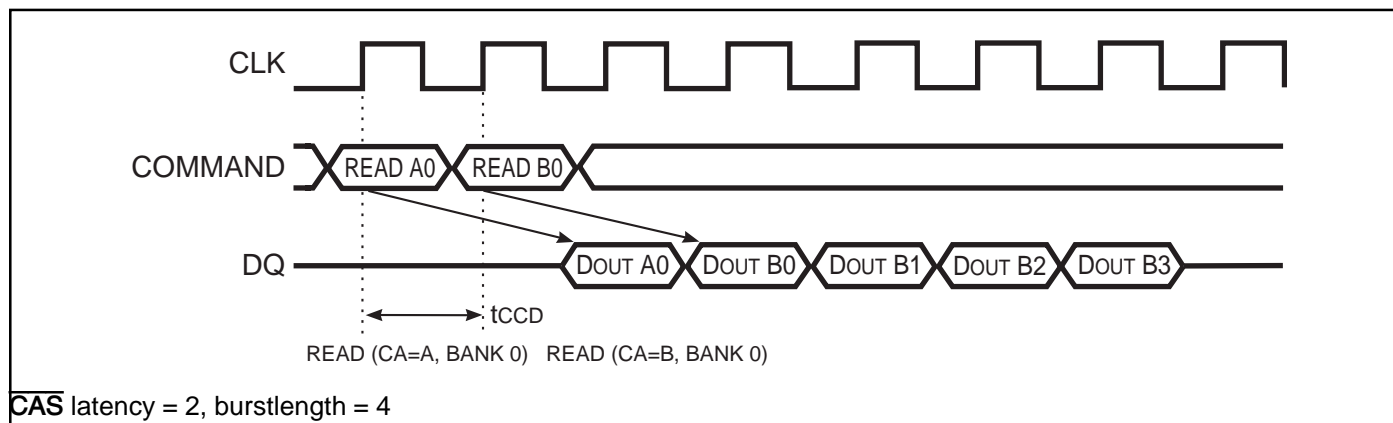 CLK
COMMAND READ A0 READ B0
DQ DOUT A0 DOUT B0 DOUT B1 DOUT B2 DOUT B3
tCCD
READ (CA=A, BANK 0) READ (CA=B, BANK 0)
CAS latency = 2, burstlength = 4